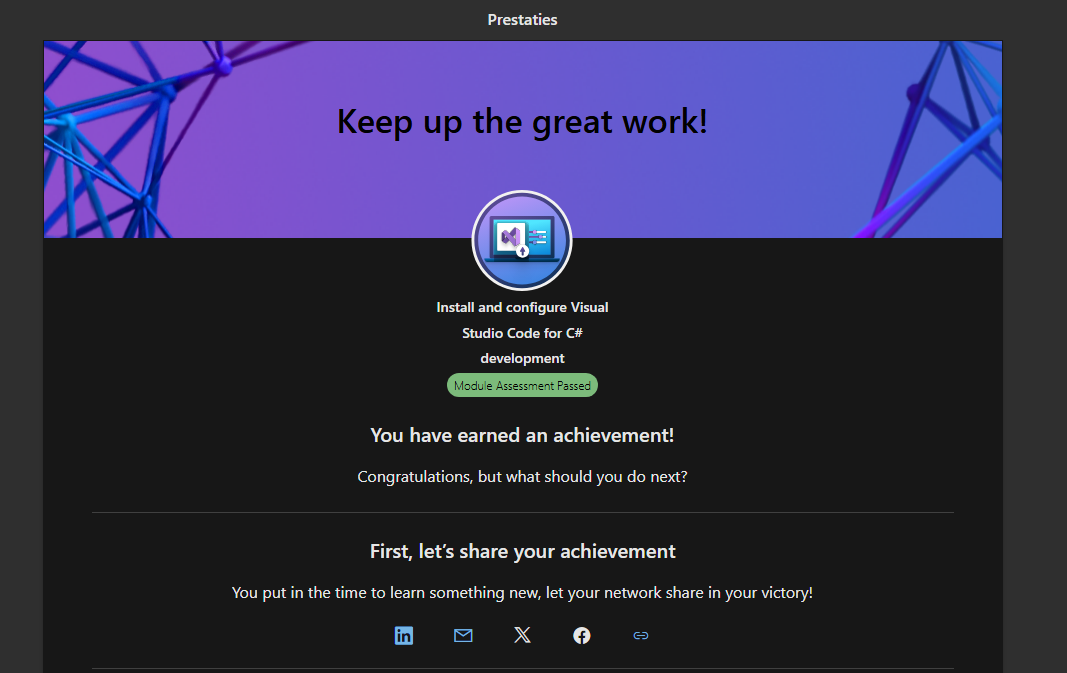 Prestaties
Keep up the great work!
Install and configure Visual
Studio Code for C#
development
Module Assessment Passed
You have earned an achievement!
Congratulations, but what should you do next?
First, let’s share your achievement
You put in the time to learn something new, let your network share in your victory!